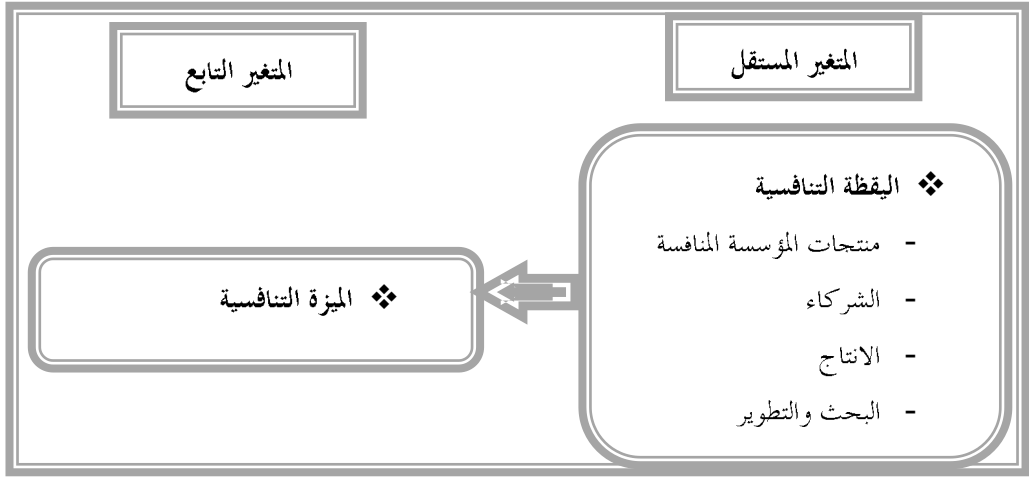 المتغير المستقل
المتغير التابع
❖ اليقظة التنافسية
- منتجات المؤسسة المنافسة
- الشركاء
- الانتاج
- البحث والتطوير
❖ الميزة التنافسية